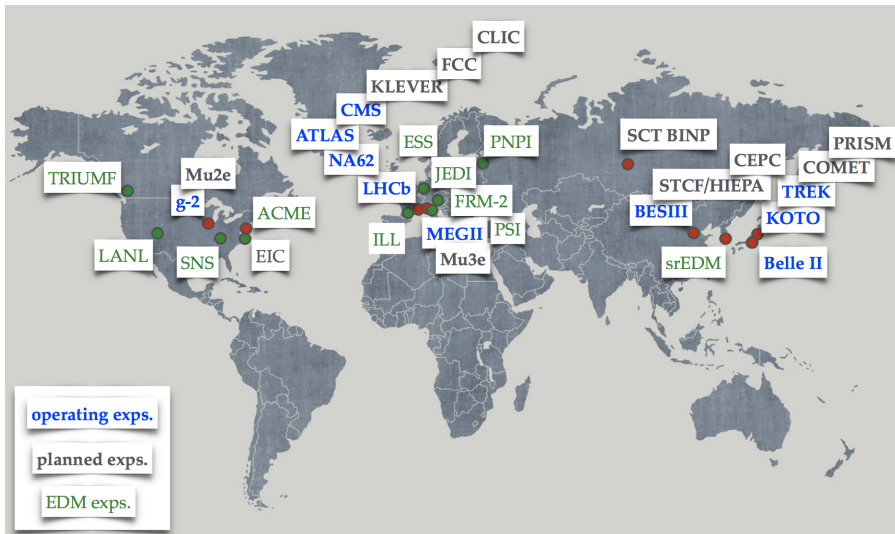 CLIC
FCC
KLEVER
CMS
ATLAS
NA62
ESS
PNPI
SCT BINP
PRISM
CEPC
COMET
STCF/HIEPA
TREK
TRIUMF
Mu2e
g-2
LHCb
JEDI
ACME
FRM-2
BESIII
KOTO
LANL
SNS
EIC
ILL
MEGII
PSI
Mu3e
srEDM
Belle II
operating exps.
planned exps.
EDM exps.